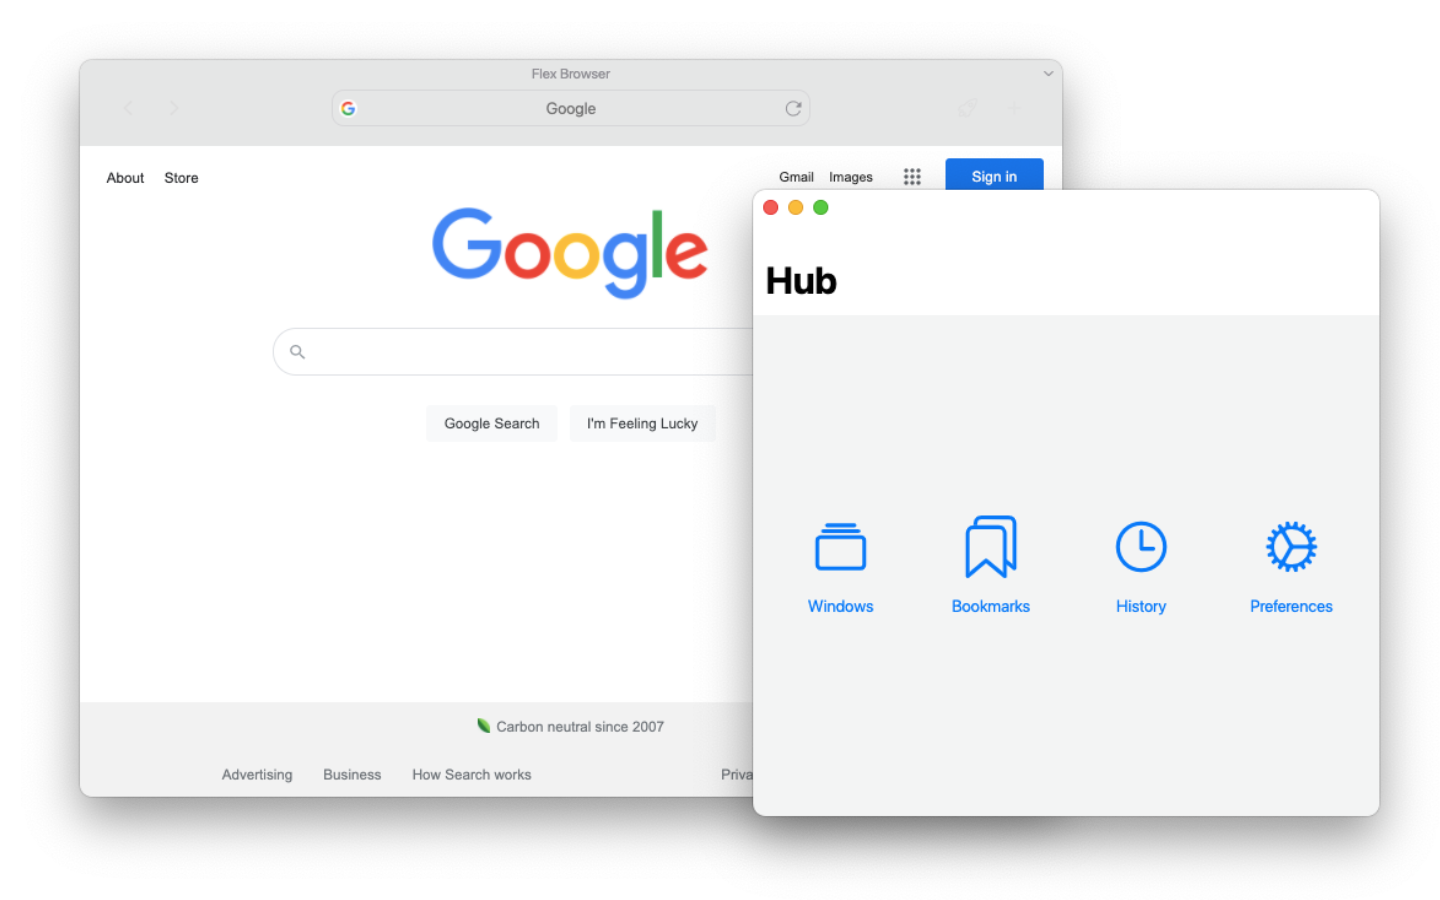 Flex Browser
Google
About Store
Gmail Images Sign in
Google
Google Search I'm Feeling Lucky
Carbon neutral since 2007
Advertising Business How Search works
Hub
Windows Bookmarks History Preferences